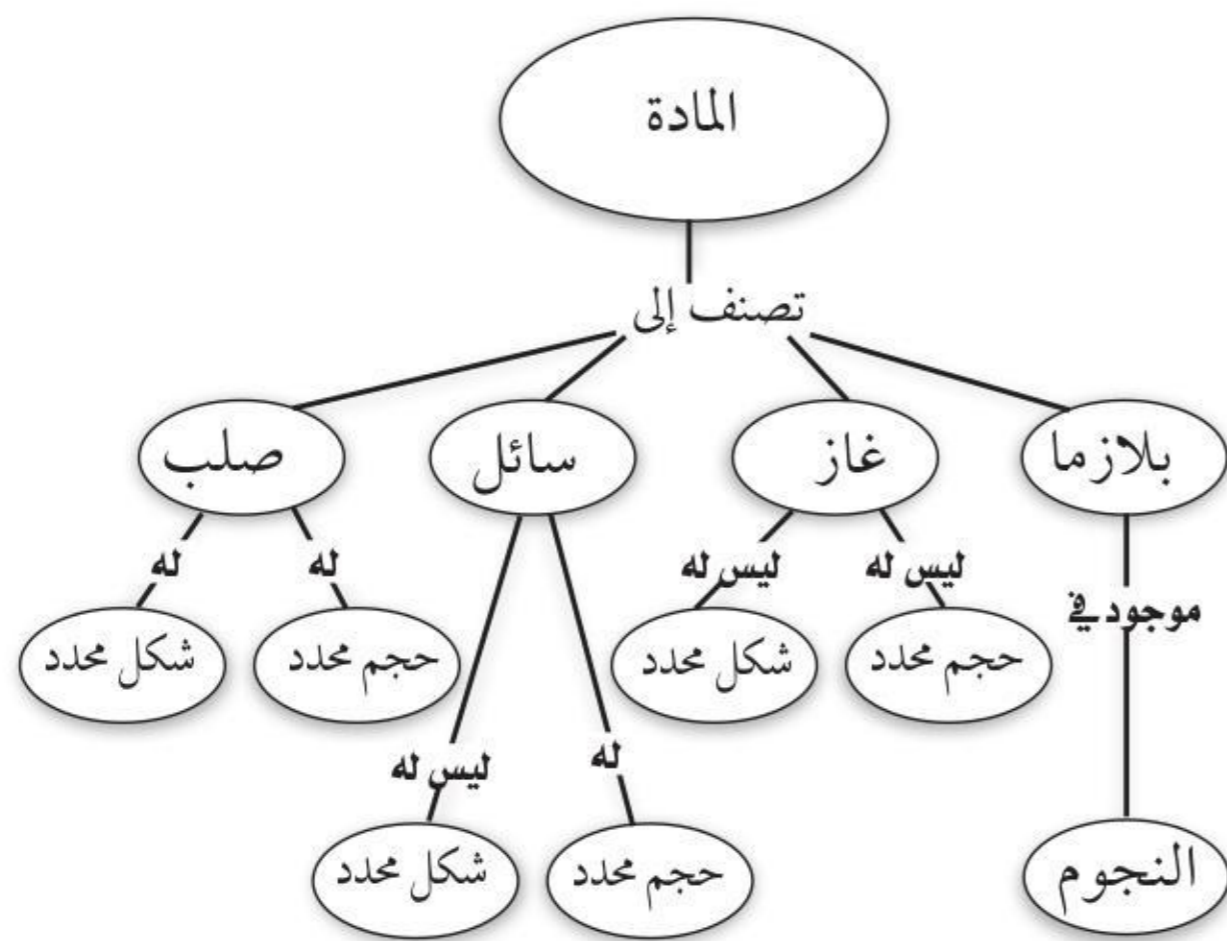 المادة
تصنف إلى
بلازما
غاز
سائل
صلب
موجود في
ليس له
ليس له
له
له
حجم محدد
شكل محدد
حجم محدد
شكل محدد
له
ليس له
النجوم
حجم محدد
شكل محدد